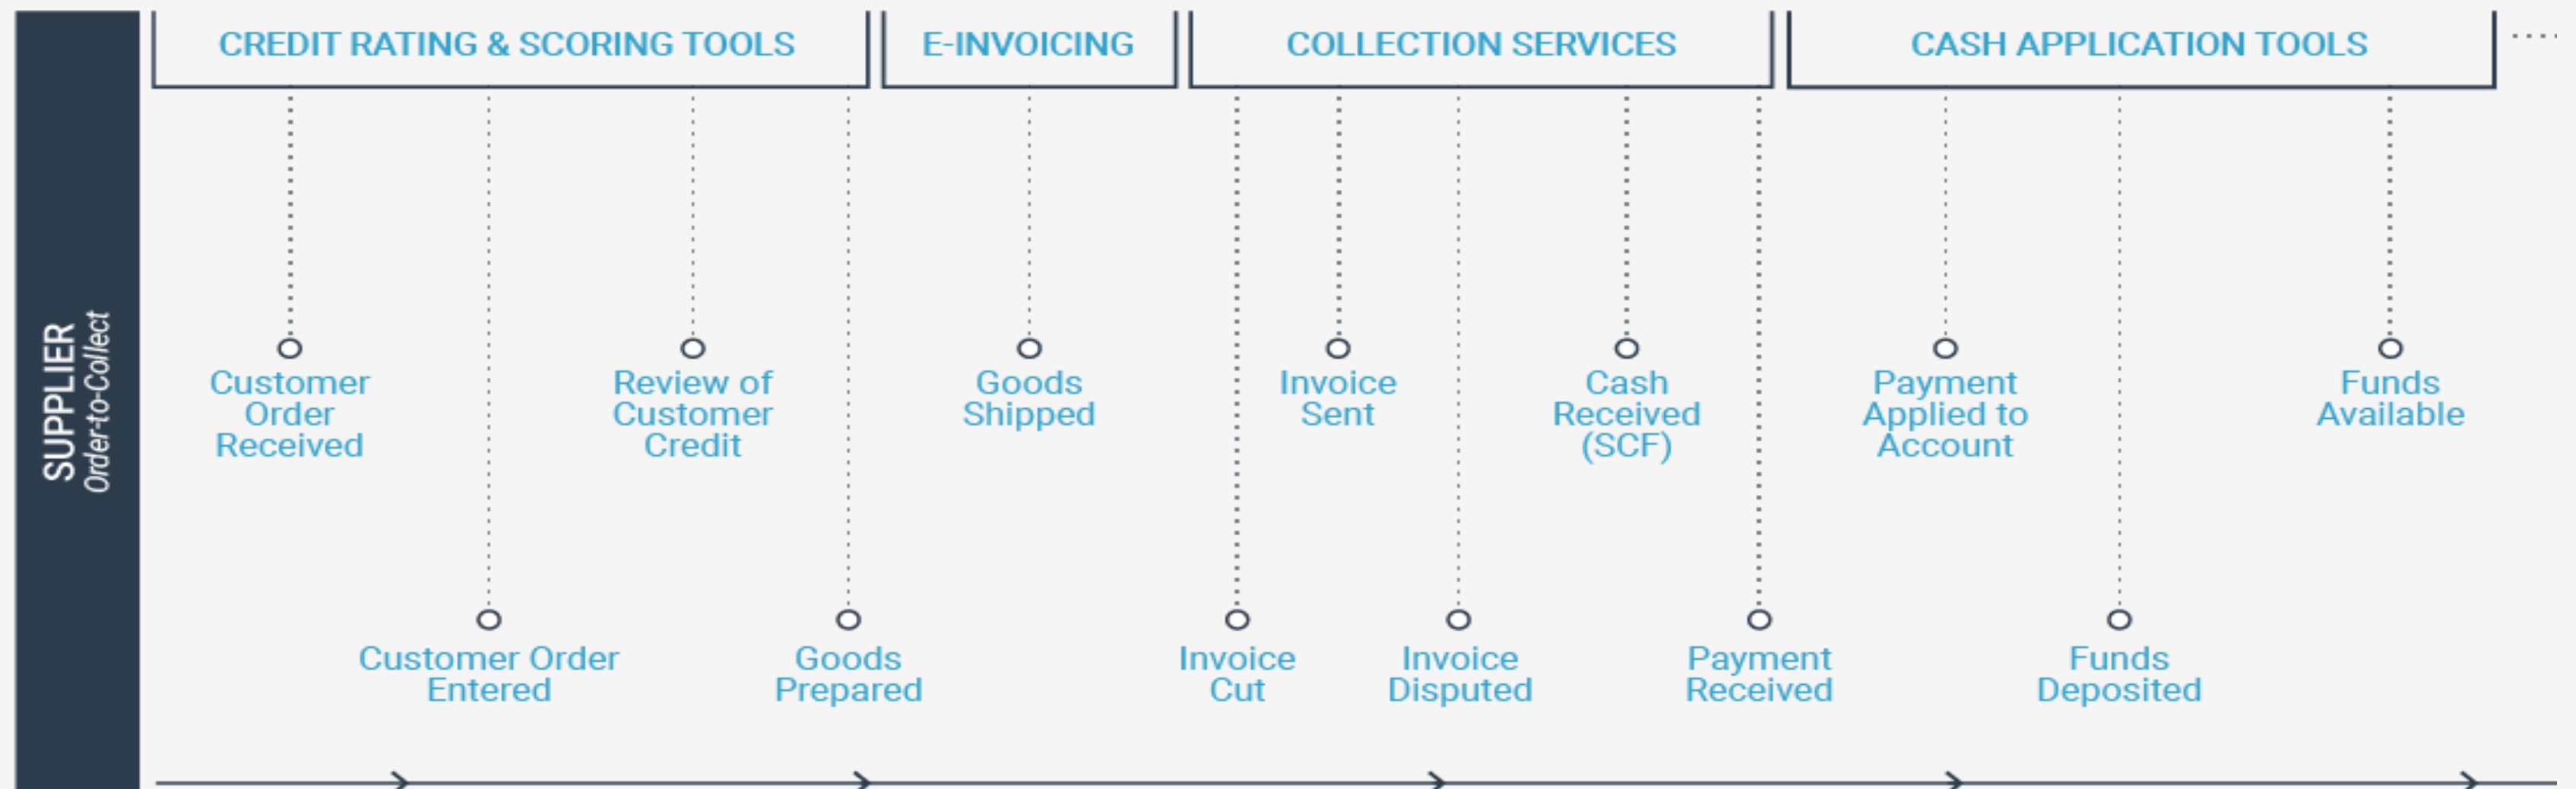 SUPPLIER
Order-to-Collect
CREDIT RATING & SCORING TOOLS
E-INVOICING
COLLECTION SERVICES
CASH APPLICATION TOOLS
Customer
Order
Received
Customer Order
Entered
Review of
Customer
Credit
Goods
Prepared
Goods
Shipped
Invoice
Cut
Invoice
Sent
Invoice
Disputed
Cash
Received
(SCF)
Payment
Received
Payment
Applied to
Account
Funds
Deposited
Funds
Available